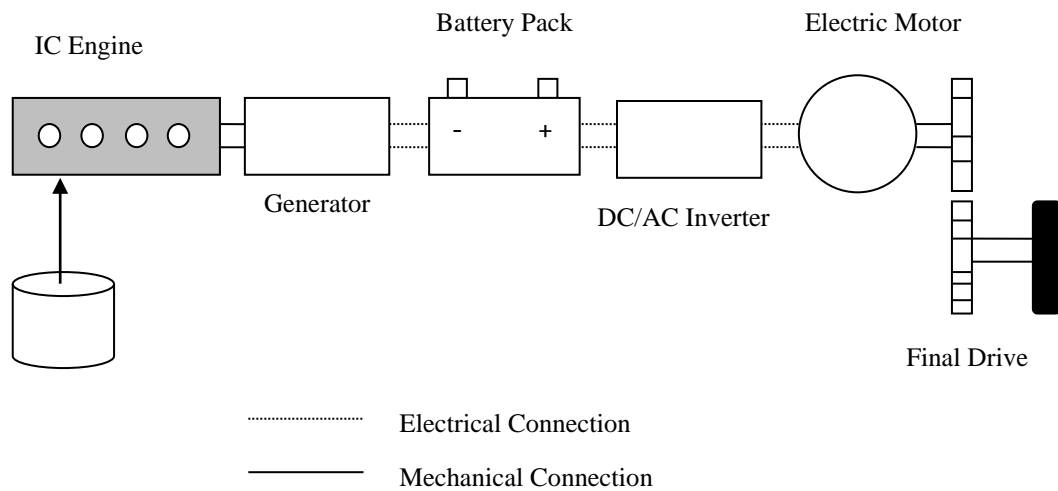 Battery Pack
Electric Motor
IC Engine
- +
Generator
DC/AC Inverter
Final Drive
Electrical Connection
Mechanical Connection